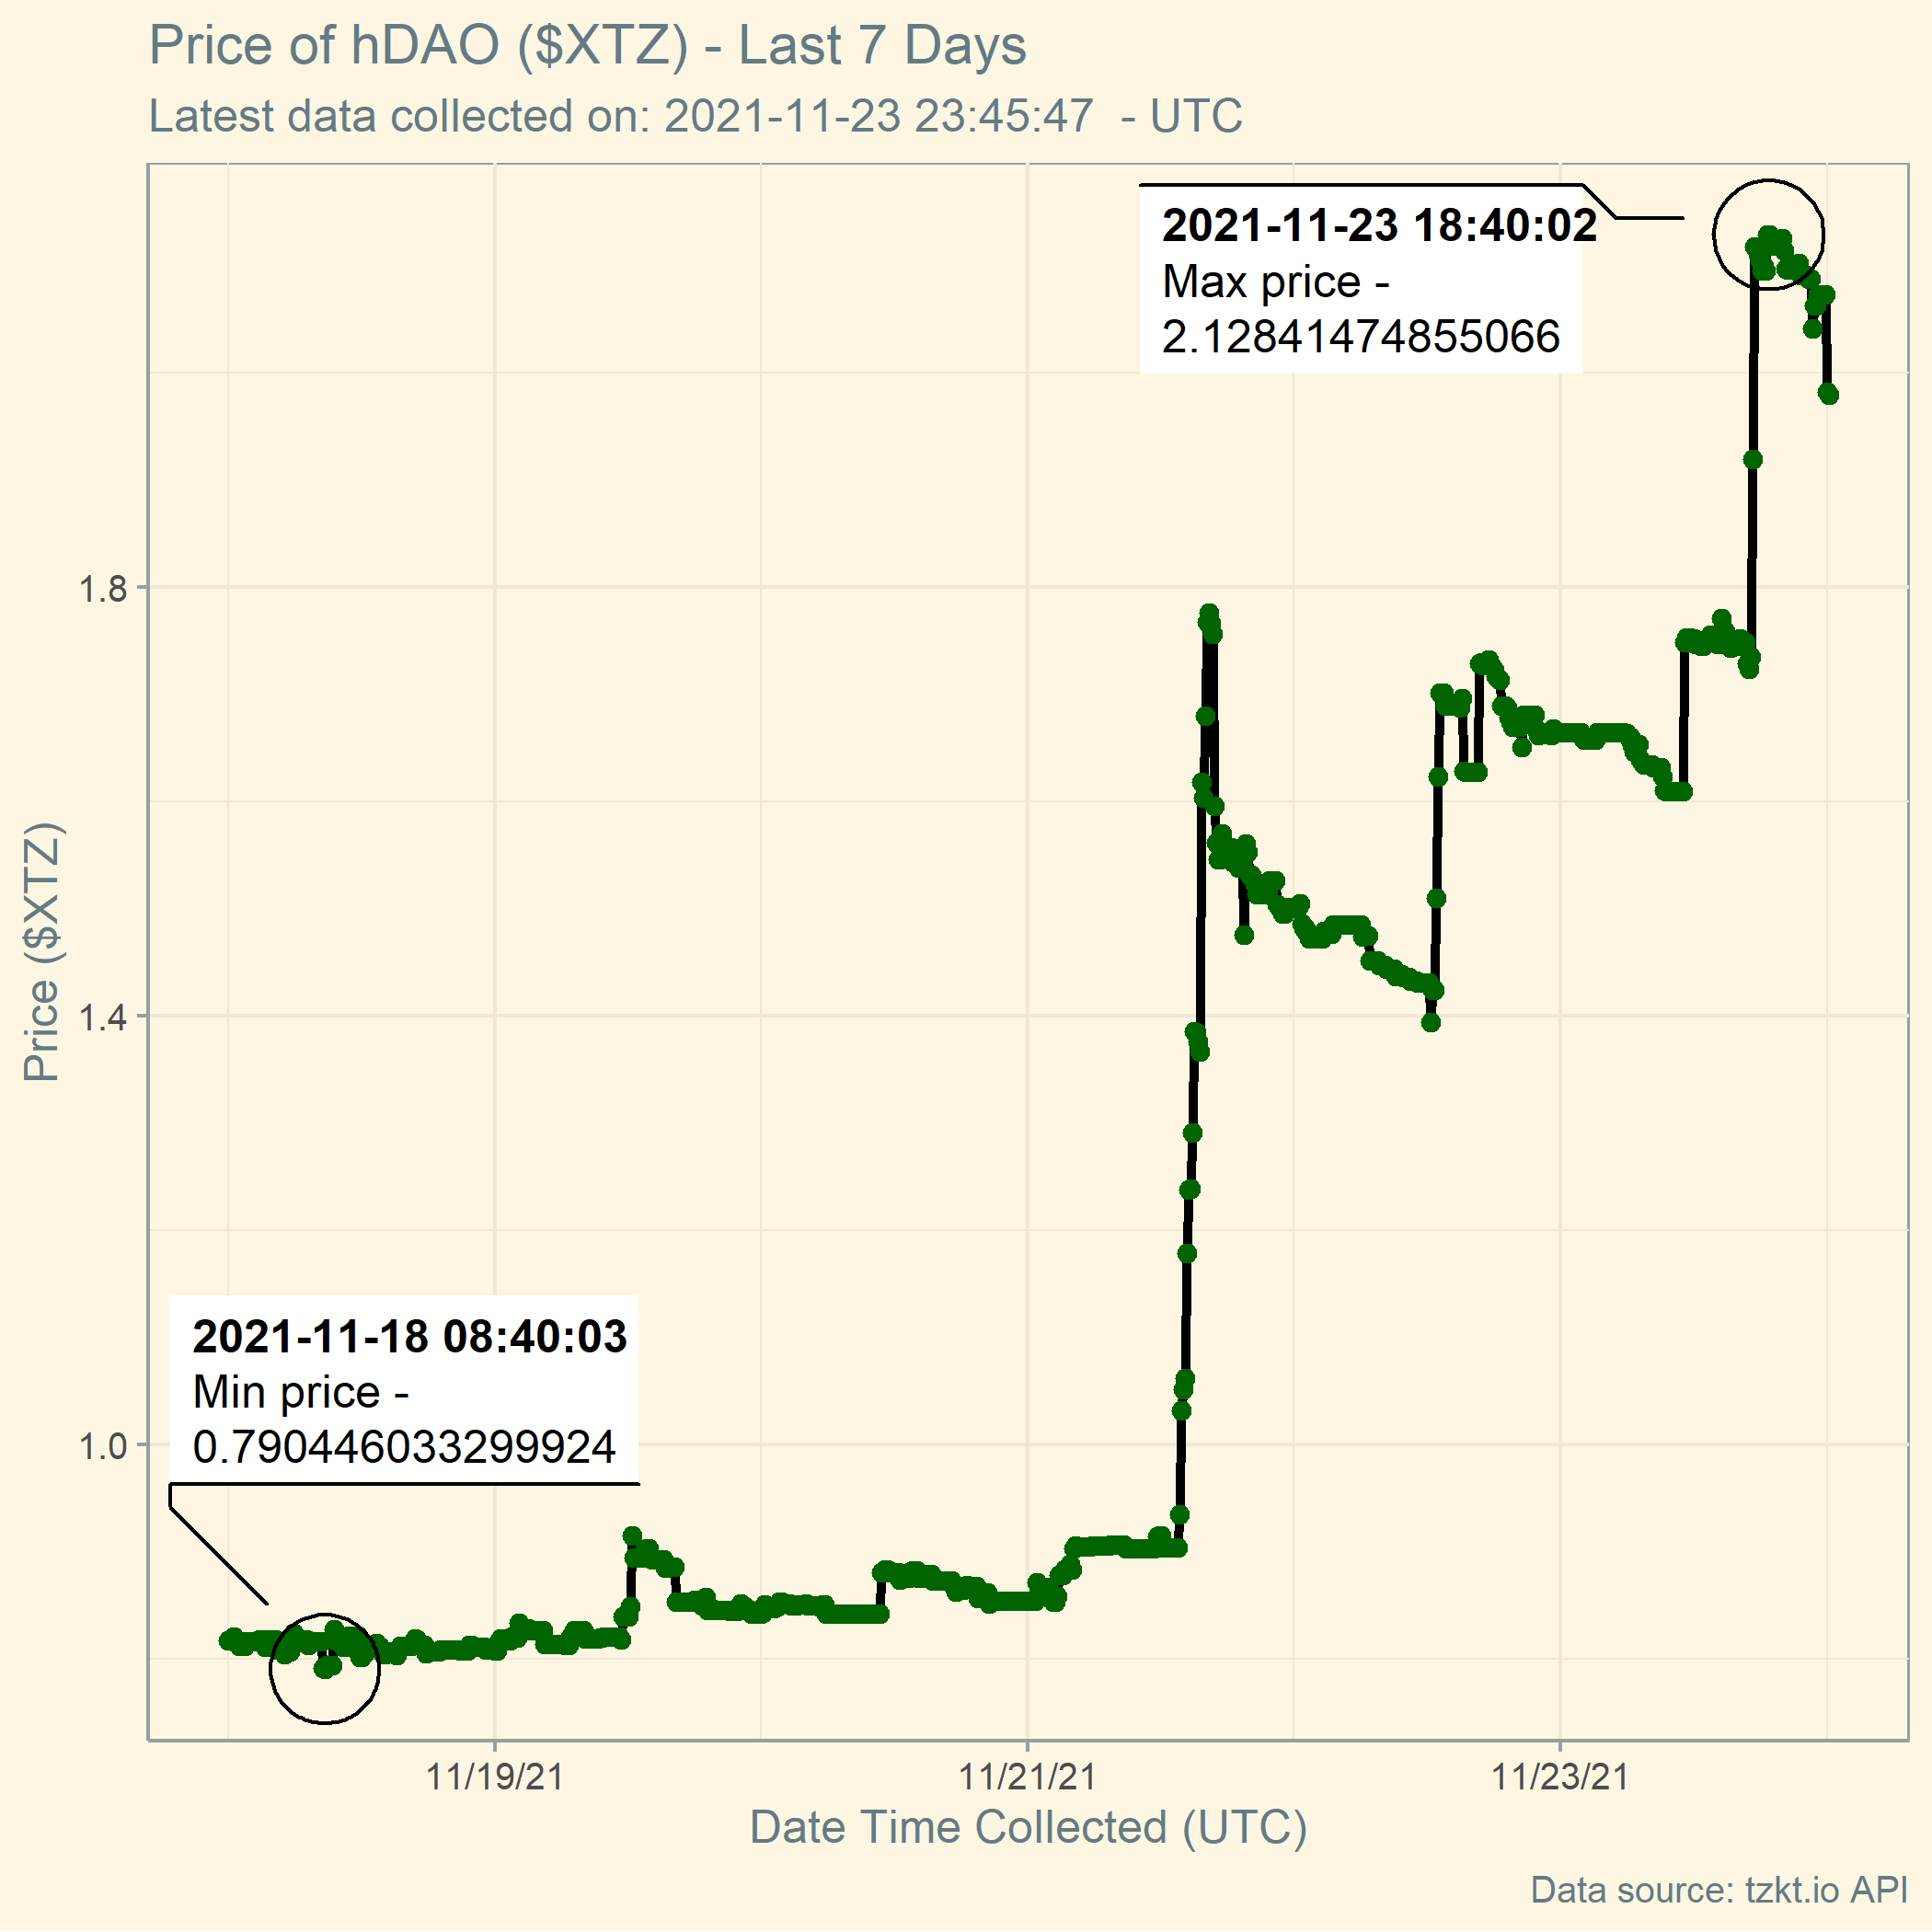 Price of hDAO ($XTZ) - Last 7 Days
Latest data collected on: 2021-11-23 23:45:47  - UTC
2021-11-23 18:40:02
Max price -
2.12841474855066
1.8
1.4
1.0
Price ($XTZ)
2021-11-18 08:40:03
Min price -
0.790446033299924
11/19/21
11/21/21
11/23/21
Date Time Collected (UTC)
Data source: tzkt.io API